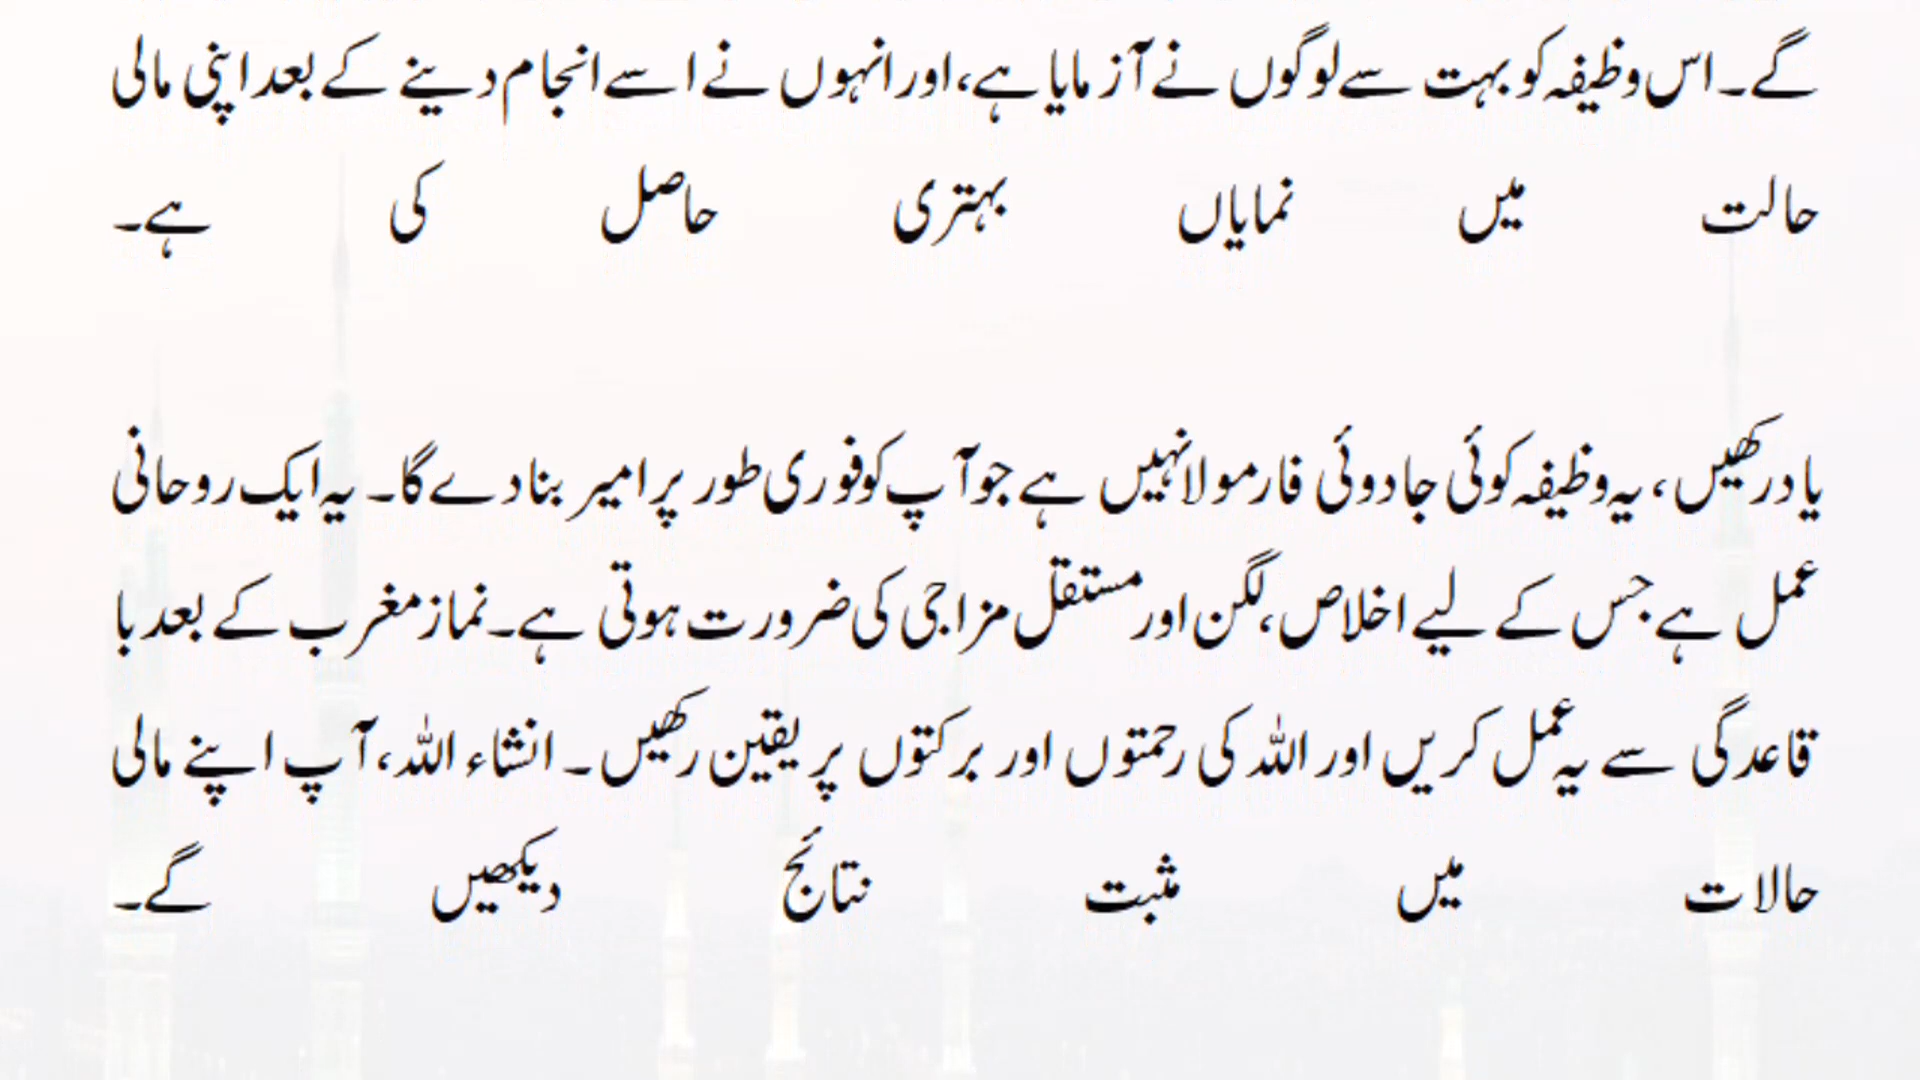 گے۔ اس وظیفہ کو بہت سے لوگوں نے آزمایا ہے، اور انہوں نے اسے انجام دینے کے بعد اپنی مالی
حالت میں نمایاں بہتری حاصل کی ہے۔
یاد رکھیں، یہ وظیفہ کوئی جادوئی فارمولا نہیں ہے جو آپ کو فوری طور پر امیر بنا دے گا۔ یہ ایک روحانی
عمل ہے جس کے لیے اخلاص، لگن اور مستقل مزاجی کی ضرورت ہوتی ہے۔ نماز مغرب کے بعد با
قاعدگی سے یہ عمل کریں اور اللہ کی رحمتوں اور برکتوں پر یقین رکھیں۔ انشاء اللہ، آپ اپنے مالی
حالات میں مثبت نتائج دیکھیں گے۔